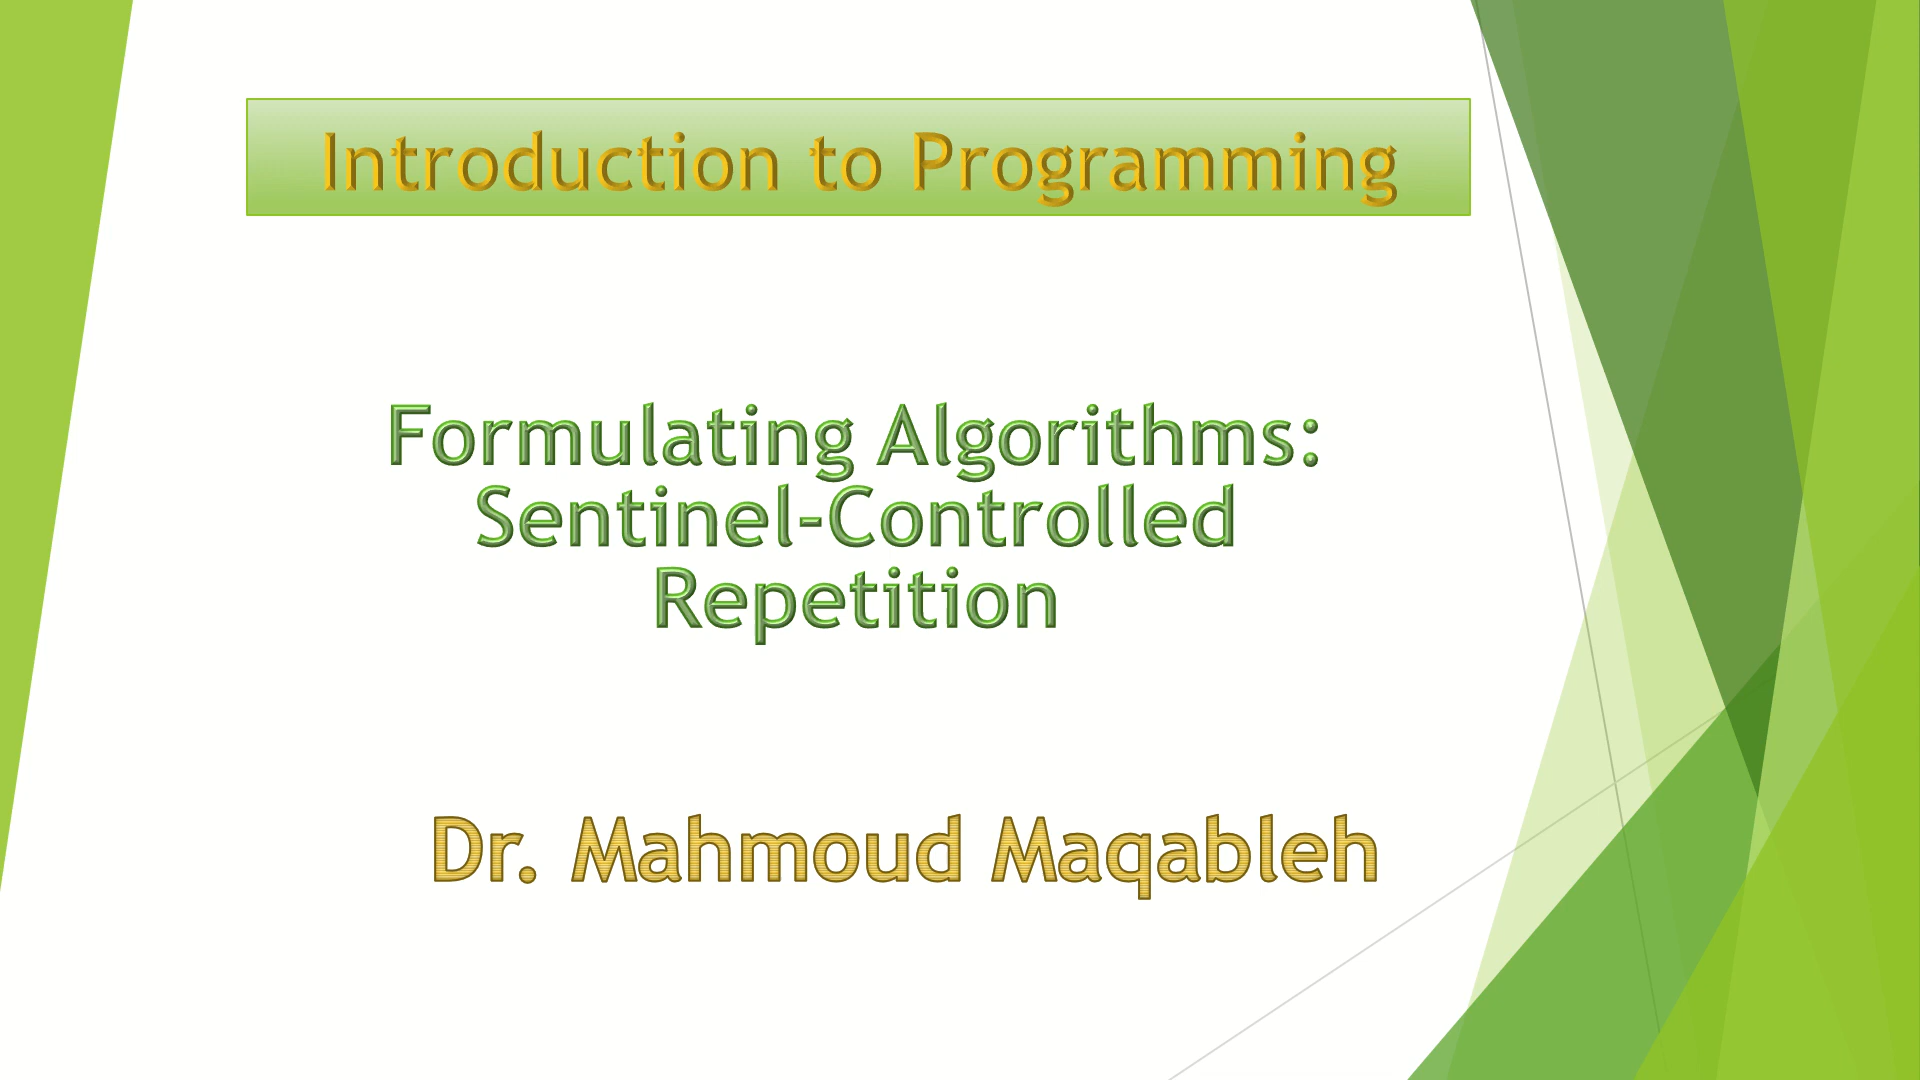 Introduction to Programming
Formulating Algorithms:
Sentinel-Controlled
Repetition
Dr. Mahmoud Maqableh